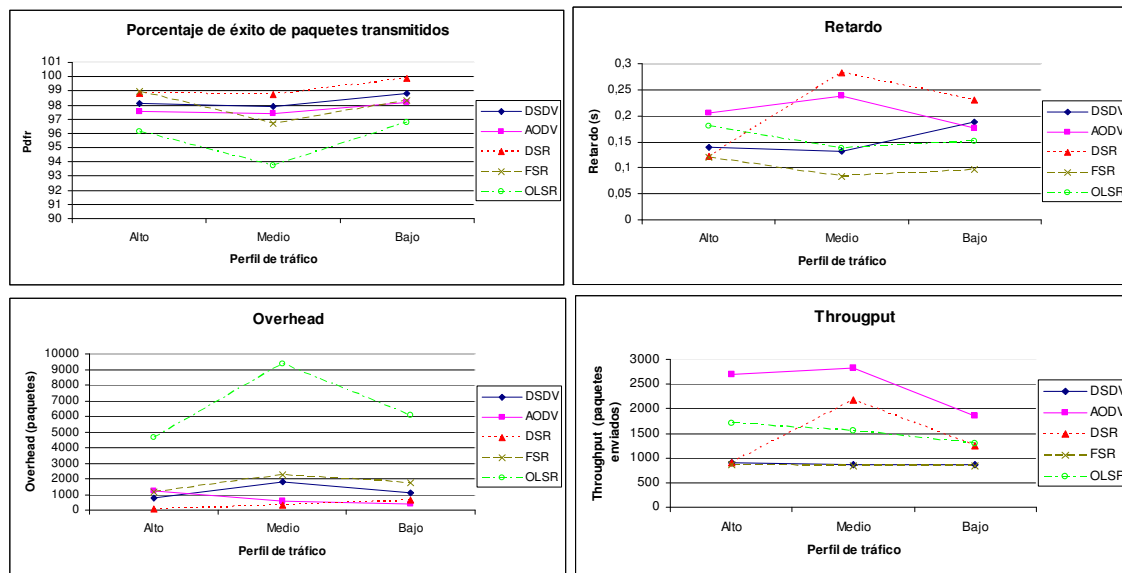 Porcentaje de éxito de paquetes transmitidos
Pdfr
101
100
99
98
97
96
95
94
93
92
91
90
Alto Medio Bajo
Perfil de tráfico
DSDV
AODV
DSR
FSR
OLSR
Retardo
Retardo (s)
0,3
0,25
0,2
0,15
0,1
0,05
0
Alto Medio Bajo
Perfil de tráfico
DSDV
AODV
DSR
FSR
OLSR
Overhead
Overhead (paquetes)
10000
9000
8000
7000
6000
5000
4000
3000
2000
1000
0
Alto Medio Bajo
Perfil de tráfico
DSDV
AODV
DSR
FSR
OLSR
Througput
Throughput (paquetes
enviados)
3000
2500
2000
1500
1000
500
0
Alto Medio Bajo
Perfil de tráfico
DSDV
AODV
DSR
FSR
OLSR